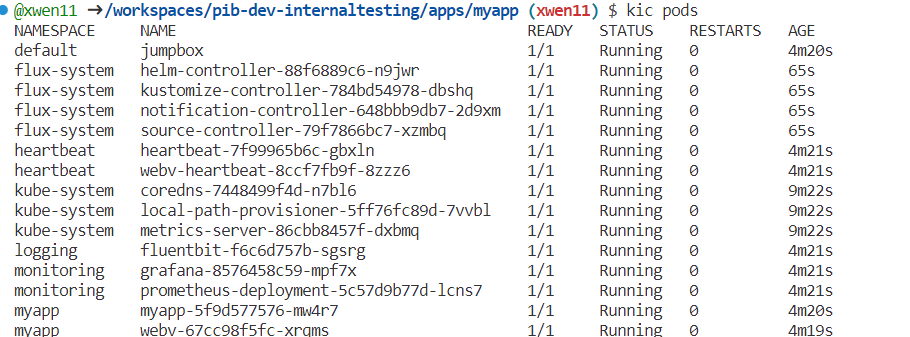 @xwen11 →/workspaces/pib-dev-internaltesting/apps/myapp (xwen11) $ kic pods
NAMESPACE NAME READY STATUS RESTARTS AGE
default jumpbox 1/1 Running 0 4m20s
flux-system helm-controller-88f6889c6-n9jwr 1/1 Running 0 65s
flux-system kustomize-controller-784bd54978-dbshq 1/1 Running 0 65s
flux-system notification-controller-648bbb9db7-2d9xm 1/1 Running 0 65s
flux-system source-controller-79f7866bc7-xzmbq 1/1 Running 0 65s
heartbeat heartbeat-7f99965b6c-gbxln 1/1 Running 0 4m21s
heartbeat webv-heartbeat-8ccf7fb9f-8zzz6 1/1 Running 0 4m21s
kube-system coredns-7448499f4d-n7bl6 1/1 Running 0 9m22s
kube-system local-path-provisioner-5ff76fc89d-7vvbl 1/1 Running 0 9m22s
kube-system metrics-server-86cbb8457f-dxbmq 1/1 Running 0 9m22s
logging fluentbit-f6c6d757b-sgsrg 1/1 Running 0 4m21s
monitoring grafana-8576458c59-mpf7x 1/1 Running 0 4m21s
monitoring prometheus-deployment-5c57d9b77d-lcns7 1/1 Running 0 4m21s
myapp myapp-5f9d577576-mw4r7 1/1 Running 0 4m20s
myapp webv-67cc98f5fc-xrqms 1/1 Running 0 4m19s